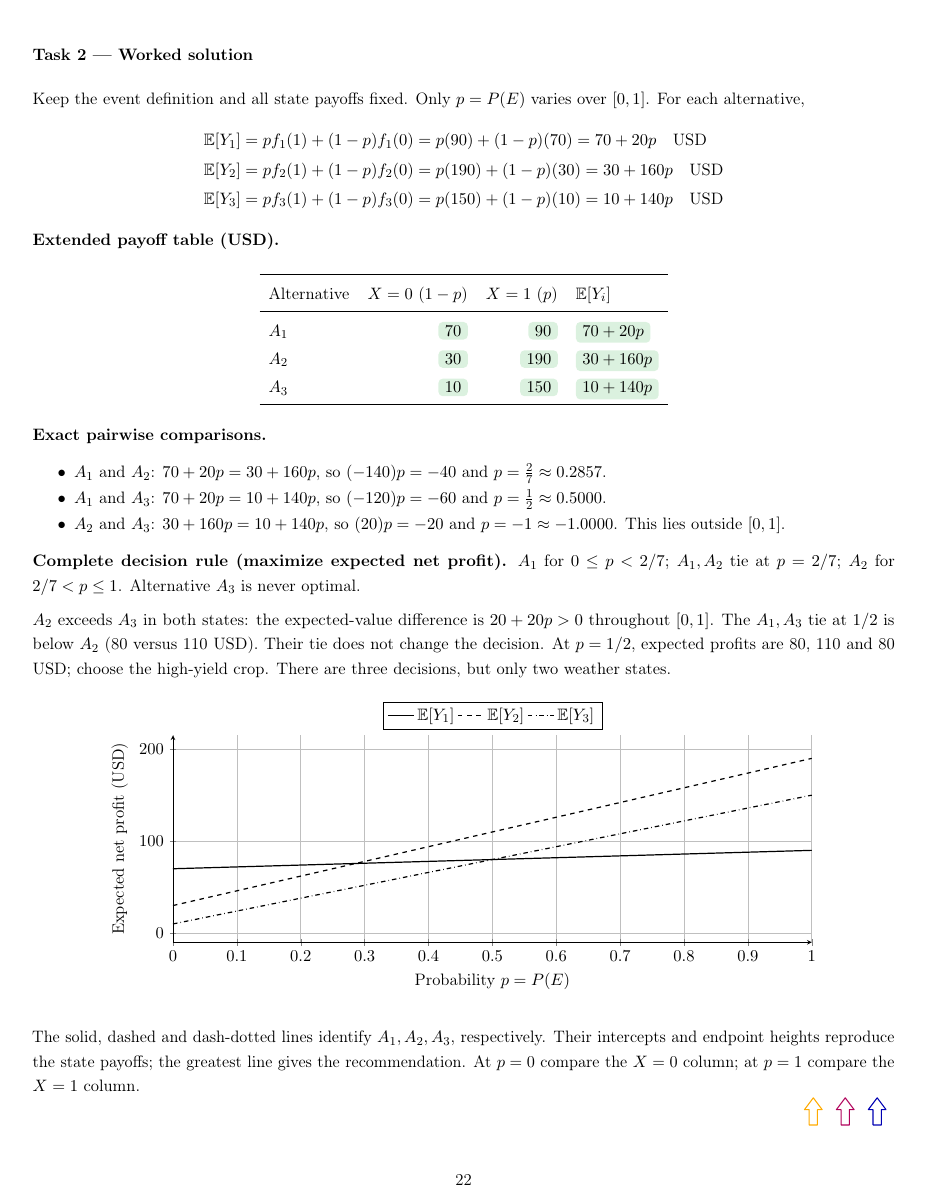 Task 2 — Worked solution
Keep the event definition and all state payoffs fixed. Only p = P(E) varies over [0, 1]. For each alternative,
𝔼[Y₁] = pf₁(1) + (1 − p)f₁(0) = p(90) + (1 − p)(70) = 70 + 20p USD
𝔼[Y₂] = pf₂(1) + (1 − p)f₂(0) = p(190) + (1 − p)(30) = 30 + 160p USD
𝔼[Y₃] = pf₃(1) + (1 − p)f₃(0) = p(150) + (1 − p)(10) = 10 + 140p USD
Extended payoff table (USD).
Alternative X = 0 (1 − p) X = 1 (p) 𝔼[Yᵢ]
A₁ 70 90 70 + 20p
A₂ 30 190 30 + 160p
A₃ 10 150 10 + 140p
Exact pairwise comparisons.
• A₁ and A₂: 70 + 20p = 30 + 160p, so (−140)p = −40 and p = 2/7 ≈ 0.2857.
• A₁ and A₃: 70 + 20p = 10 + 140p, so (−120)p = −60 and p = 1/2 ≈ 0.5000.
• A₂ and A₃: 30 + 160p = 10 + 140p, so (20)p = −20 and p = −1 ≈ −1.0000. This lies outside [0, 1].
Complete decision rule (maximize expected net profit). A₁ for 0 ≤ p < 2/7; A₁, A₂ tie at p = 2/7; A₂ for
2/7 < p ≤ 1. Alternative A₃ is never optimal.
A₂ exceeds A₃ in both states: the expected-value difference is 20 + 20p > 0 throughout [0, 1]. The A₁, A₃ tie at 1/2 is
below A₂ (80 versus 110 USD). Their tie does not change the decision. At p = 1/2, expected profits are 80, 110 and 80
USD; choose the high-yield crop. There are three decisions, but only two weather states.
𝔼[Y₁] 𝔼[Y₂] 𝔼[Y₃]
Expected net profit (USD)
200
100
0
0 0.1 0.2 0.3 0.4 0.5 0.6 0.7 0.8 0.9 1
Probability p = P(E)
The solid, dashed and dash-dotted lines identify A₁, A₂, A₃, respectively. Their intercepts and endpoint heights reproduce
the state payoffs; the greatest line gives the recommendation. At p = 0 compare the X = 0 column; at p = 1 compare the
X = 1 column.
22